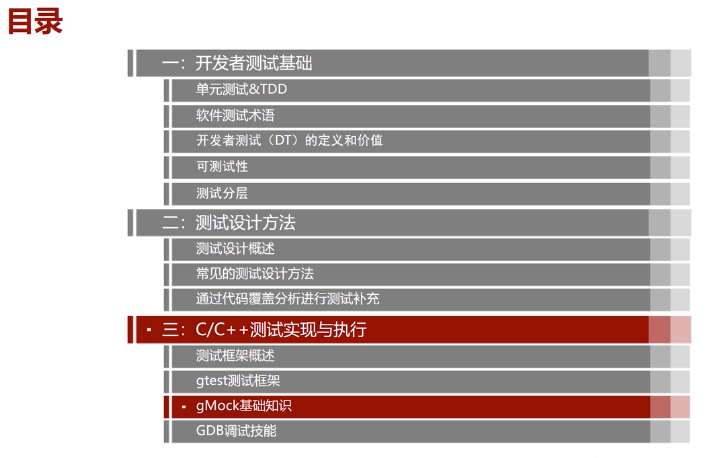 目录
一：开发者测试基础
单元测试&TDD
软件测试术语
开发者测试（DT）的定义和价值
可测试性
测试分层
二：测试设计方法
测试设计概述
常见的测试设计方法
通过代码覆盖分析进行测试补充
▪ 三：C/C++测试实现与执行
测试框架概述
gtest测试框架
▪ gMock基础知识
GDB调试技能